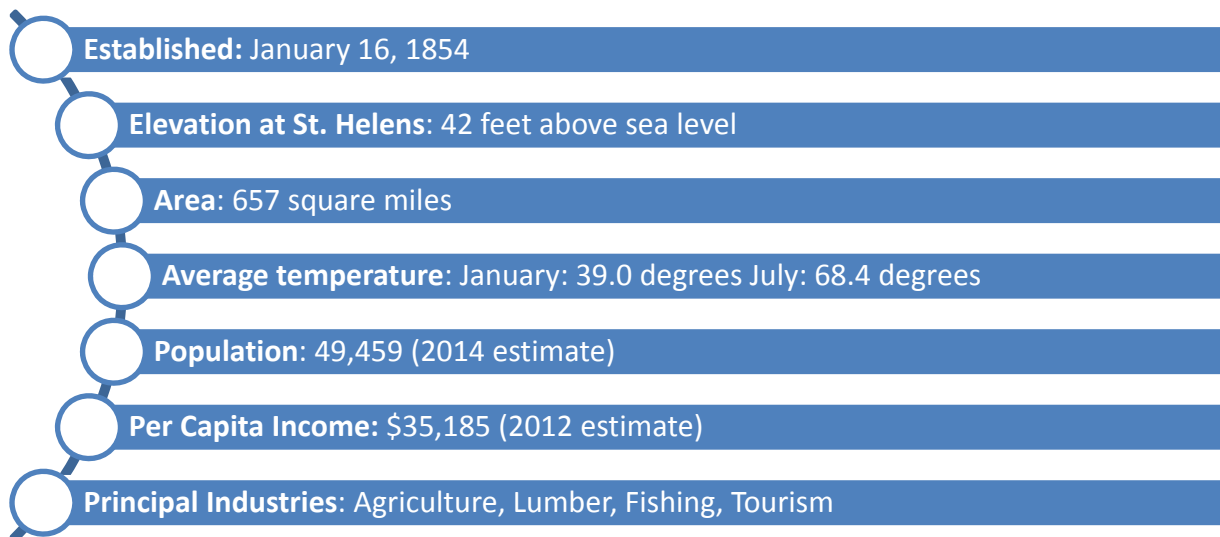 Established: January 16, 1854
Elevation at St. Helens: 42 feet above sea level
Area: 657 square miles
Average temperature: January: 39.0 degrees July: 68.4 degrees
Population: 49,459 (2014 estimate)
Per Capita Income: $35,185 (2012 estimate)
Principal Industries: Agriculture, Lumber, Fishing, Tourism